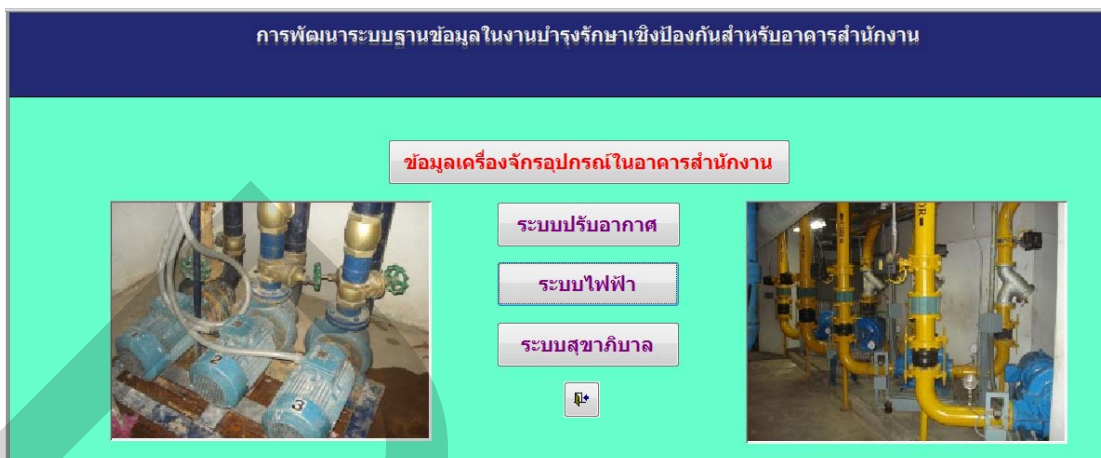 การพัฒนาระบบฐานข้อมูลในงานบำรุงรักษาเชิงป้องกันสำหรับอาคารสำนักงาน
ข้อมูลเครื่องจักรอุปกรณ์ในอาคารสำนักงาน
ระบบปรับอากาศ
ระบบไฟฟ้า
ระบบสุขาภิบาล
2
3